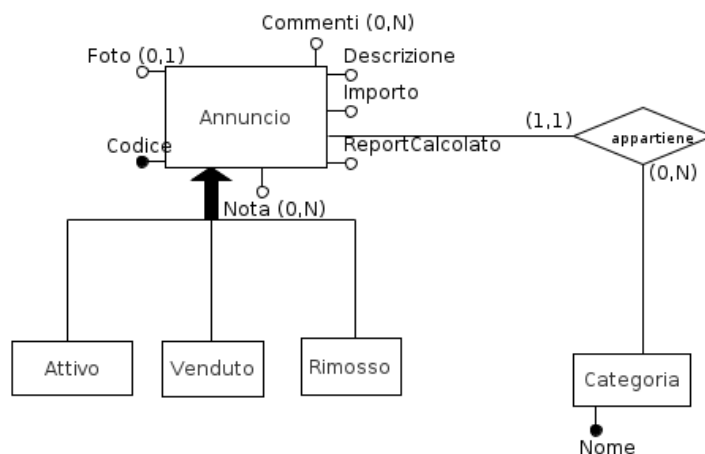 Commenti (0,N)
Foto (0,1)
Descrizione
Importo
Annuncio
(1,1)
appartiene
Codice
ReportCalcolato
(0,N)
Nota (0,N)
Attivo
Venduto
Rimosso
Categoria
Nome